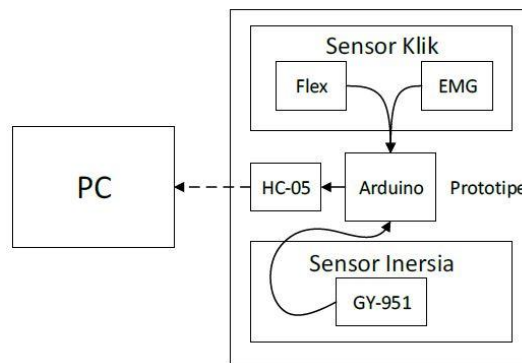 Sensor Klik
Flex
EMG
PC
HC-05
Arduino
Prototipe
Sensor Inersia
GY-951